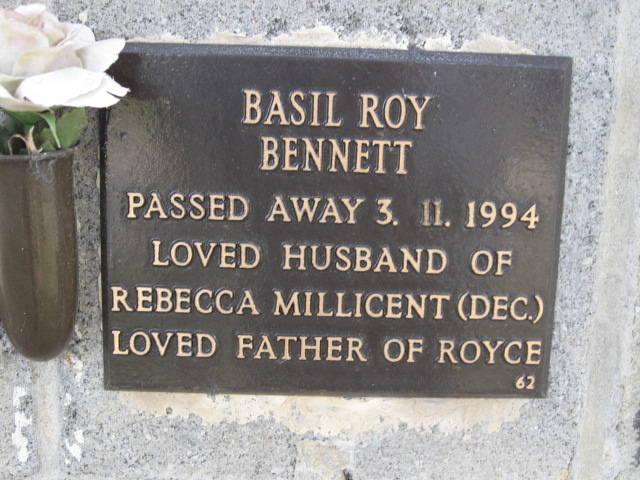 BASIL ROY
BENNETT
PASSED AWAY 3. 11. 1994
LOVED HUSBAND OF
REBECCA MILLICENT (DEC.)
LOVED FATHER OF ROYCE
62